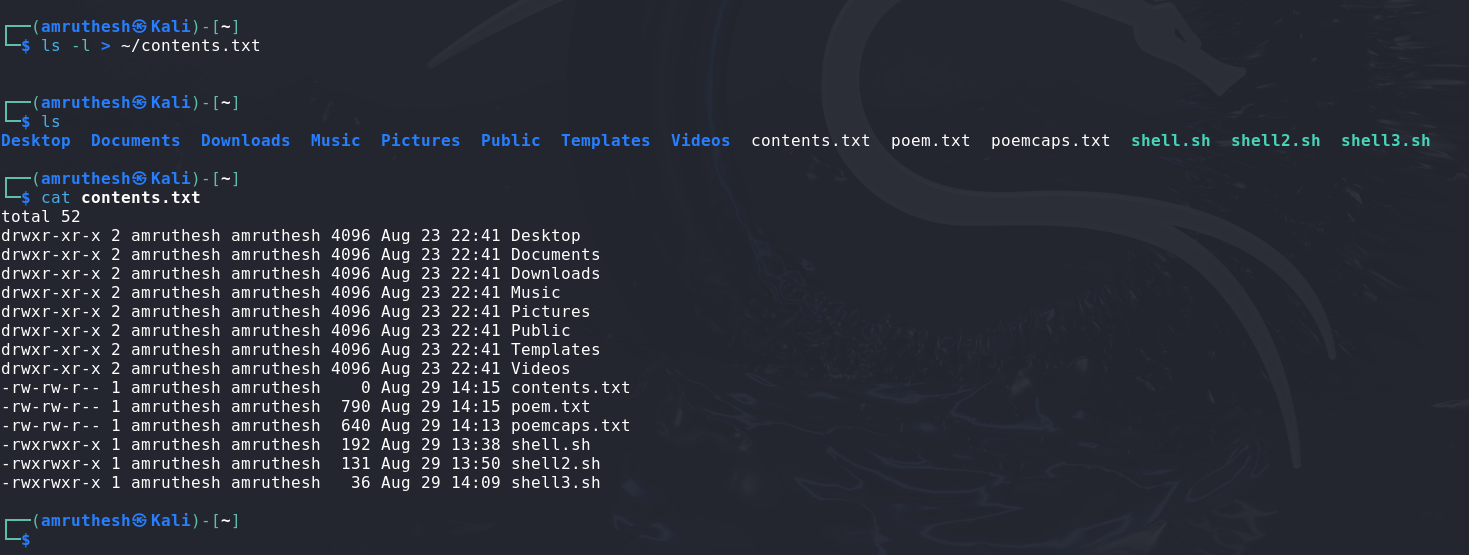 ┌──(amruthesh㉿Kali)-[~]
└─$ ls -l > ~/contents.txt
┌──(amruthesh㉿Kali)-[~]
└─$ ls
Desktop  Documents  Downloads  Music  Pictures  Public  Templates  Videos  contents.txt  poem.txt  poemcaps.txt  shell.sh  shell2.sh  shell3.sh
┌──(amruthesh㉿Kali)-[~]
└─$ cat contents.txt
total 52
drwxr-xr-x 2 amruthesh amruthesh 4096 Aug 23 22:41 Desktop
drwxr-xr-x 2 amruthesh amruthesh 4096 Aug 23 22:41 Documents
drwxr-xr-x 2 amruthesh amruthesh 4096 Aug 23 22:41 Downloads
drwxr-xr-x 2 amruthesh amruthesh 4096 Aug 23 22:41 Music
drwxr-xr-x 2 amruthesh amruthesh 4096 Aug 23 22:41 Pictures
drwxr-xr-x 2 amruthesh amruthesh 4096 Aug 23 22:41 Public
drwxr-xr-x 2 amruthesh amruthesh 4096 Aug 23 22:41 Templates
drwxr-xr-x 2 amruthesh amruthesh 4096 Aug 23 22:41 Videos
-rw-rw-r-- 1 amruthesh amruthesh    0 Aug 29 14:15 contents.txt
-rw-rw-r-- 1 amruthesh amruthesh  790 Aug 29 14:15 poem.txt
-rw-rw-r-- 1 amruthesh amruthesh  640 Aug 29 14:13 poemcaps.txt
-rwxrwxr-x 1 amruthesh amruthesh  192 Aug 29 13:38 shell.sh
-rwxrwxr-x 1 amruthesh amruthesh  131 Aug 29 13:50 shell2.sh
-rwxrwxr-x 1 amruthesh amruthesh   36 Aug 29 14:09 shell3.sh
┌──(amruthesh㉿Kali)-[~]
└─$